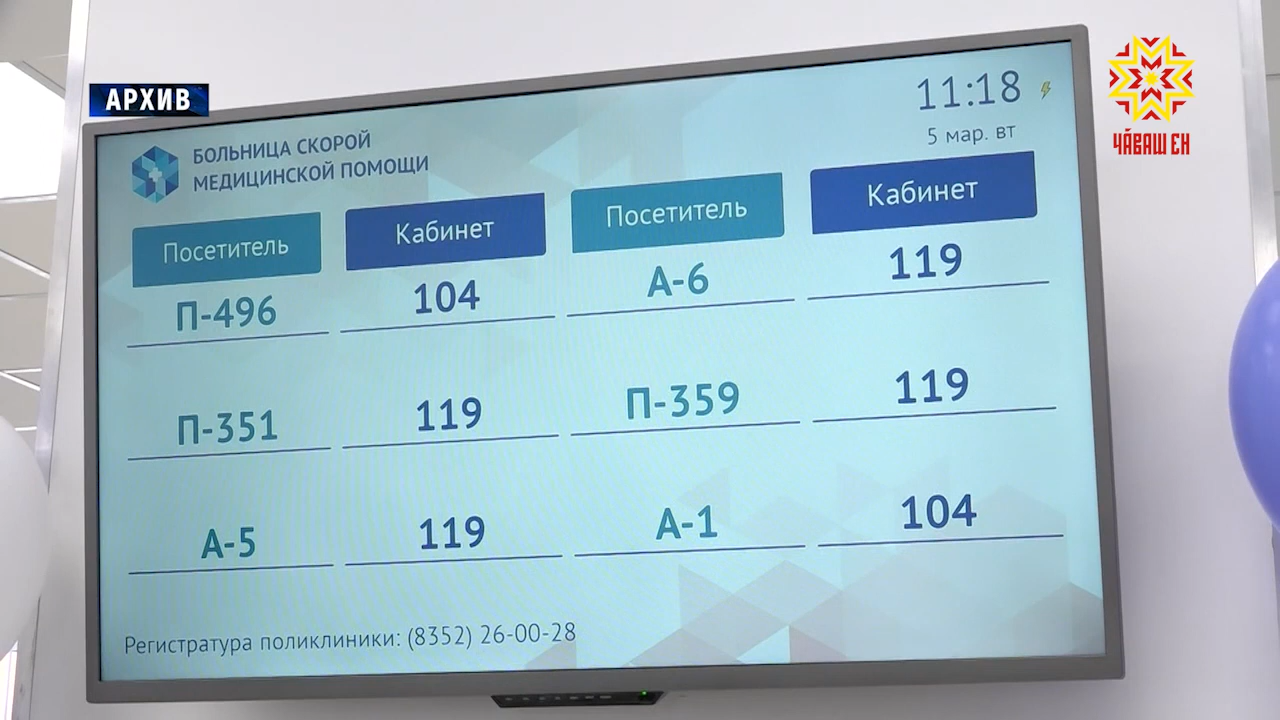 АРХИВ
ЧӐВАШ ЕН
11:18
5 мар. вт
БОЛЬНИЦА СКОРОЙ
МЕДИЦИНСКОЙ ПОМОЩИ
Посетитель Кабинет Посетитель Кабинет
П-496 104 А-6 119
П-351 119 П-359 119
А-5 119 А-1 104
Регистратура поликлиники: (8352) 26-00-28